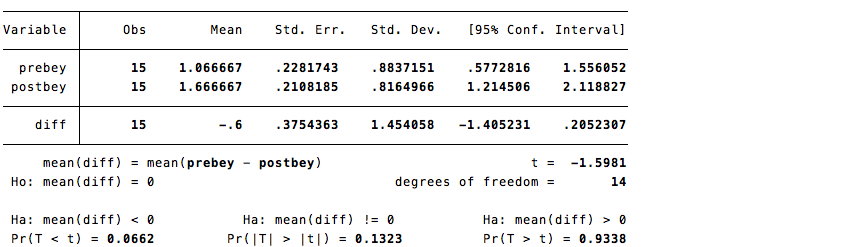 Variable Obs Mean Std. Err. Std. Dev. [95% Conf. Interval]
prebey 15 1.066667 .2281743 .8837151 .5772816 1.556052
postbey 15 1.666667 .2108185 .8164966 1.214506 2.118827
diff 15 -.6 .3754363 1.454058 -1.405231 .2052307
mean(diff) = mean(prebey - postbey) t = -1.5981
Ho: mean(diff) = 0 degrees of freedom = 14
Ha: mean(diff) < 0 Ha: mean(diff) != 0 Ha: mean(diff) > 0
Pr(T < t) = 0.0662 Pr(|T| > |t|) = 0.1323 Pr(T > t) = 0.9338